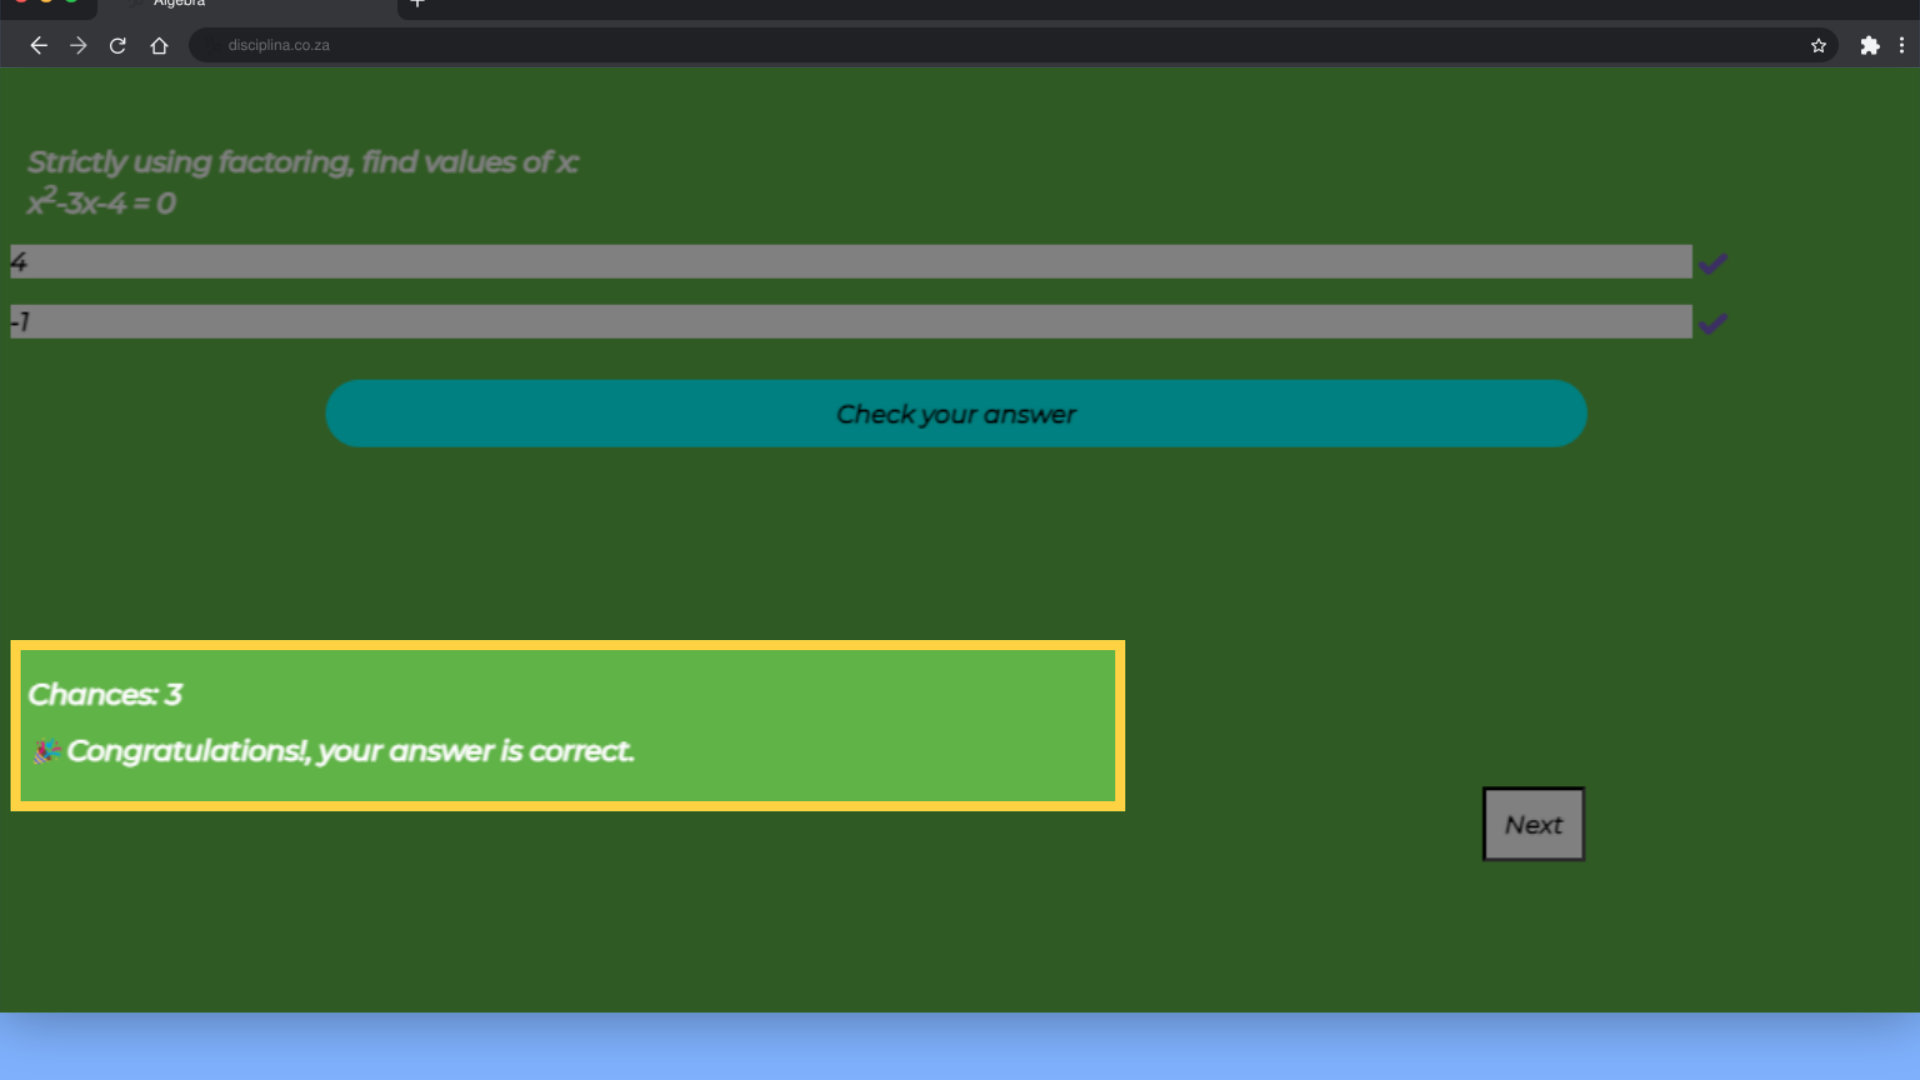 Algebra
disciplina.co.za
Strictly using factoring, find values of x:
x²-3x-4 = 0
4
-1
Check your answer
Chances: 3
🎉 Congratulations!, your answer is correct.
Next